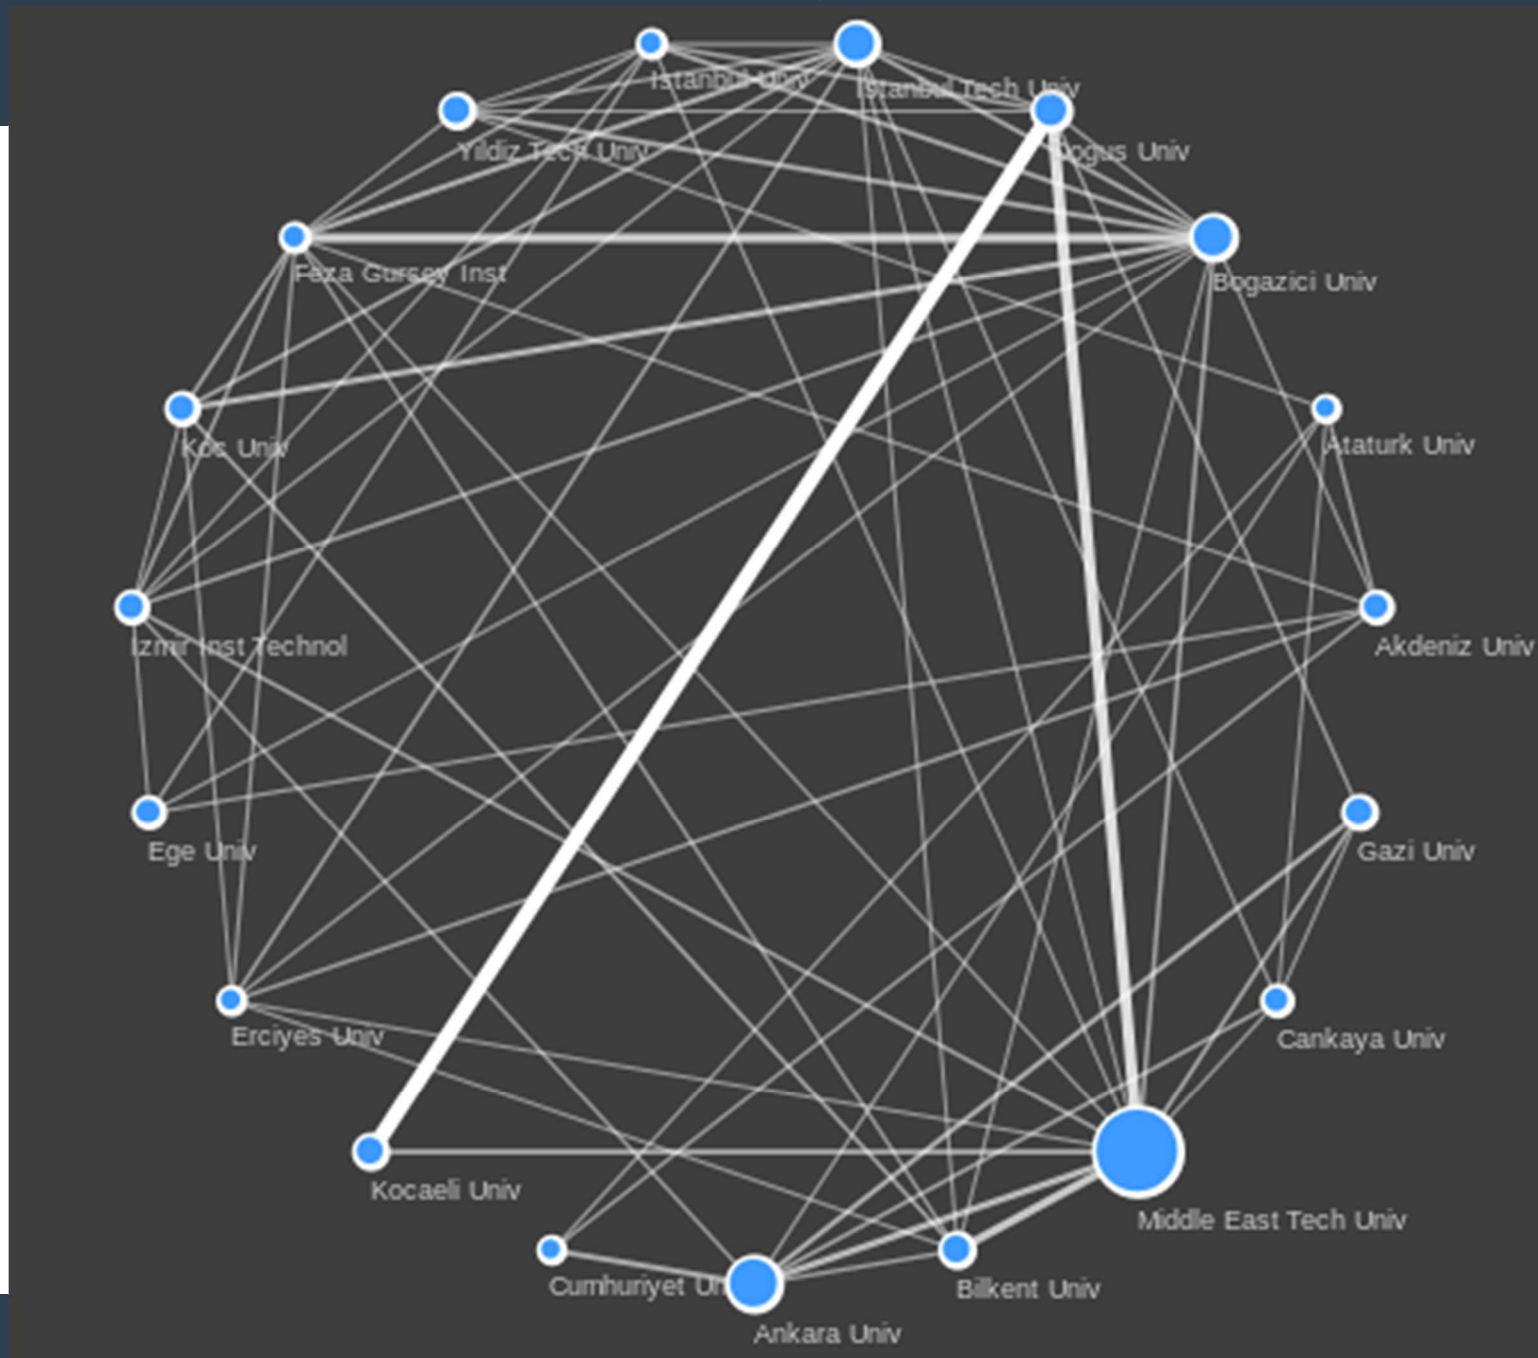 Istanbul Univ
Istanbul Tech Univ
Yildiz Tech Univ
Dogus Univ
Feza Gursey Inst
Bogazici Univ
Koc Univ
Ataturk Univ
Izmir Inst Technol
Akdeniz Univ
Ege Univ
Gazi Univ
Erciyes Univ
Cankaya Univ
Kocaeli Univ
Middle East Tech Univ
Cumhuriyet Un
Bilkent Univ
Ankara Univ